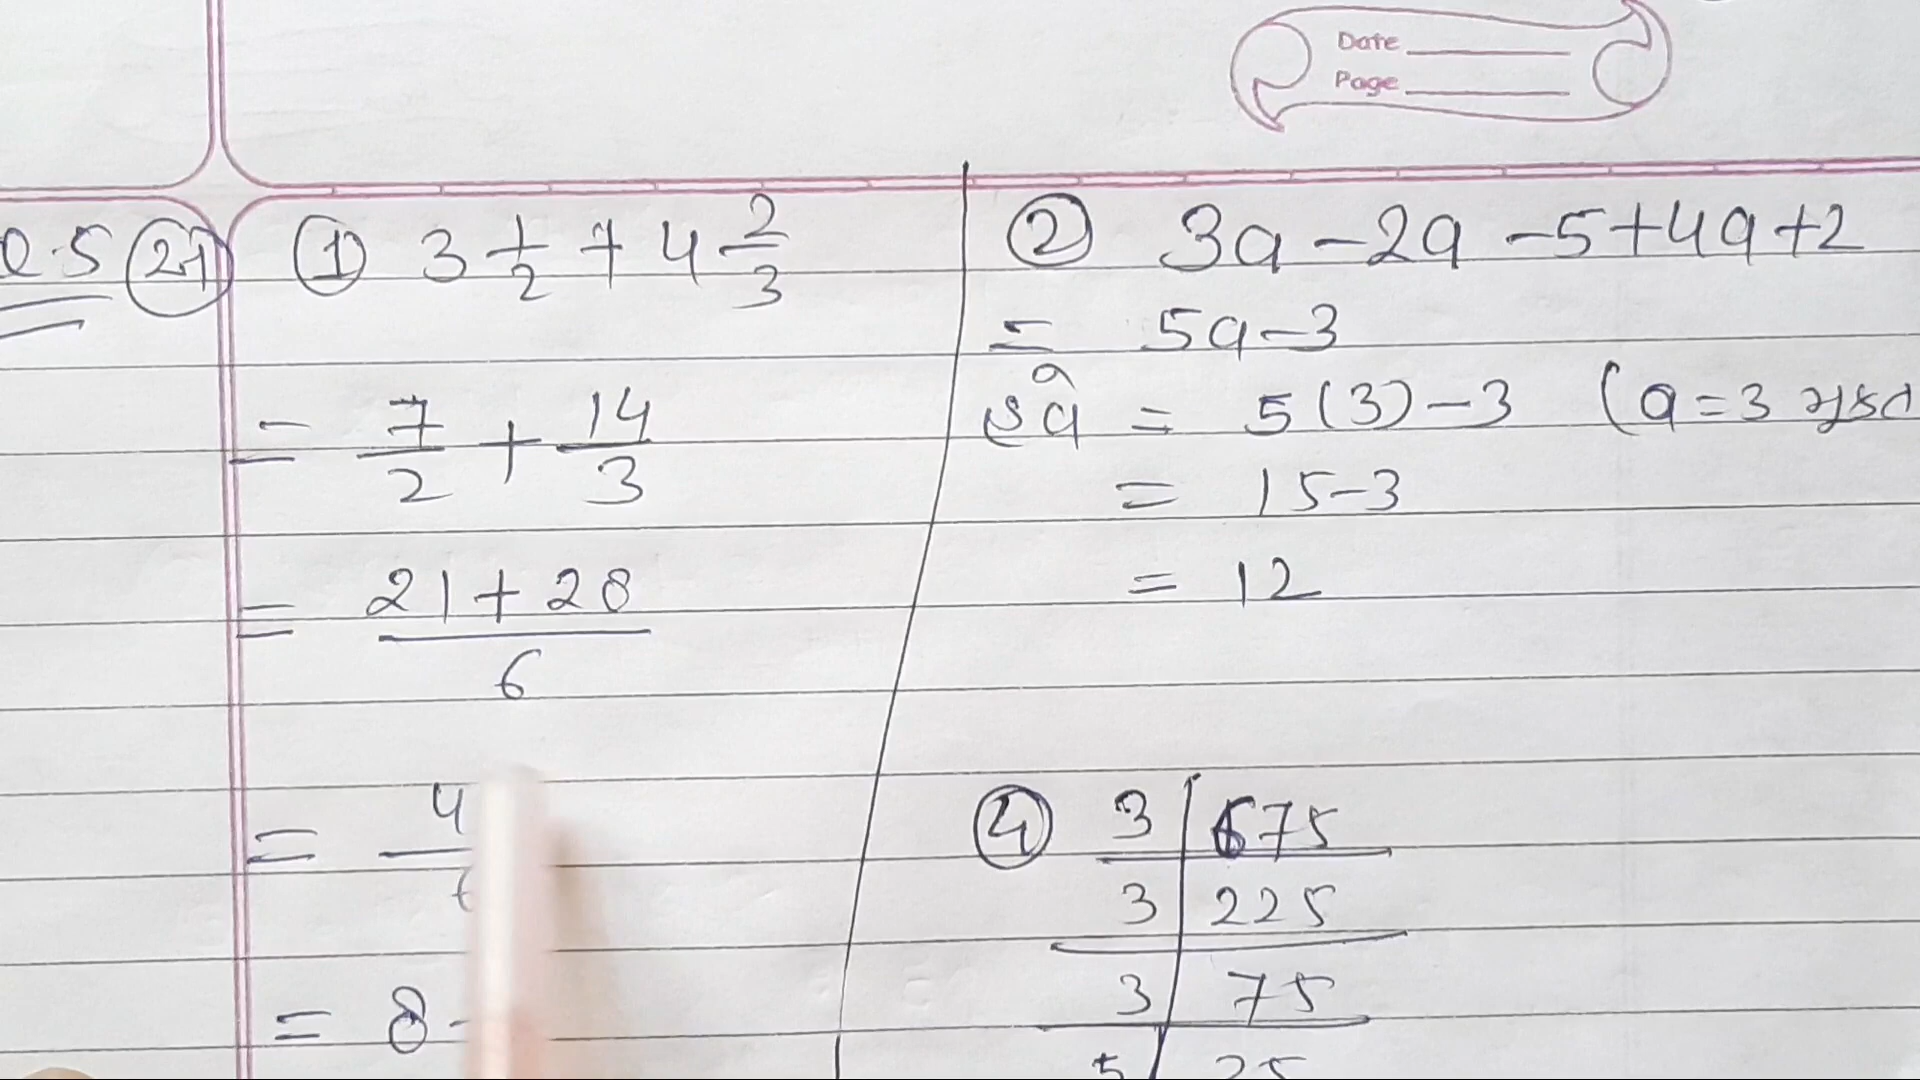 Date
Page
Q.5 (21) (1) 3 1/2 + 4 2/3
= 7/2 + 14/3
= (21+28)/6
= 4
= 8
(2) 3a-2a-5+4a+2
= 5a-3
હવે = 5(3)-3 (a=3
= 15-3
= 12
(4) 3 | 675
3 | 225
3 | 75
5 | 25